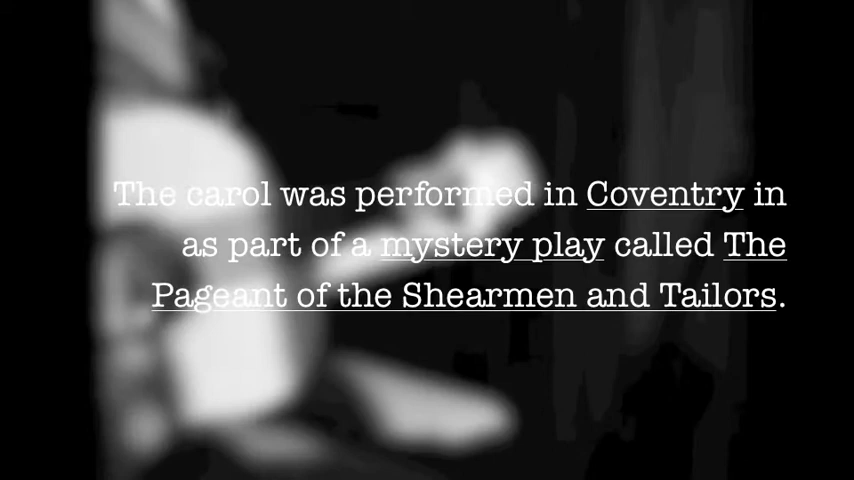 The carol was performed in Coventry in
as part of a mystery play called The
Pageant of the Shearmen and Tailors.